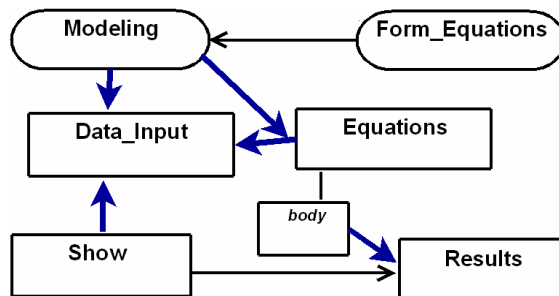 Modeling
Form_Equations
Data_Input
Equations
body
Show
Results